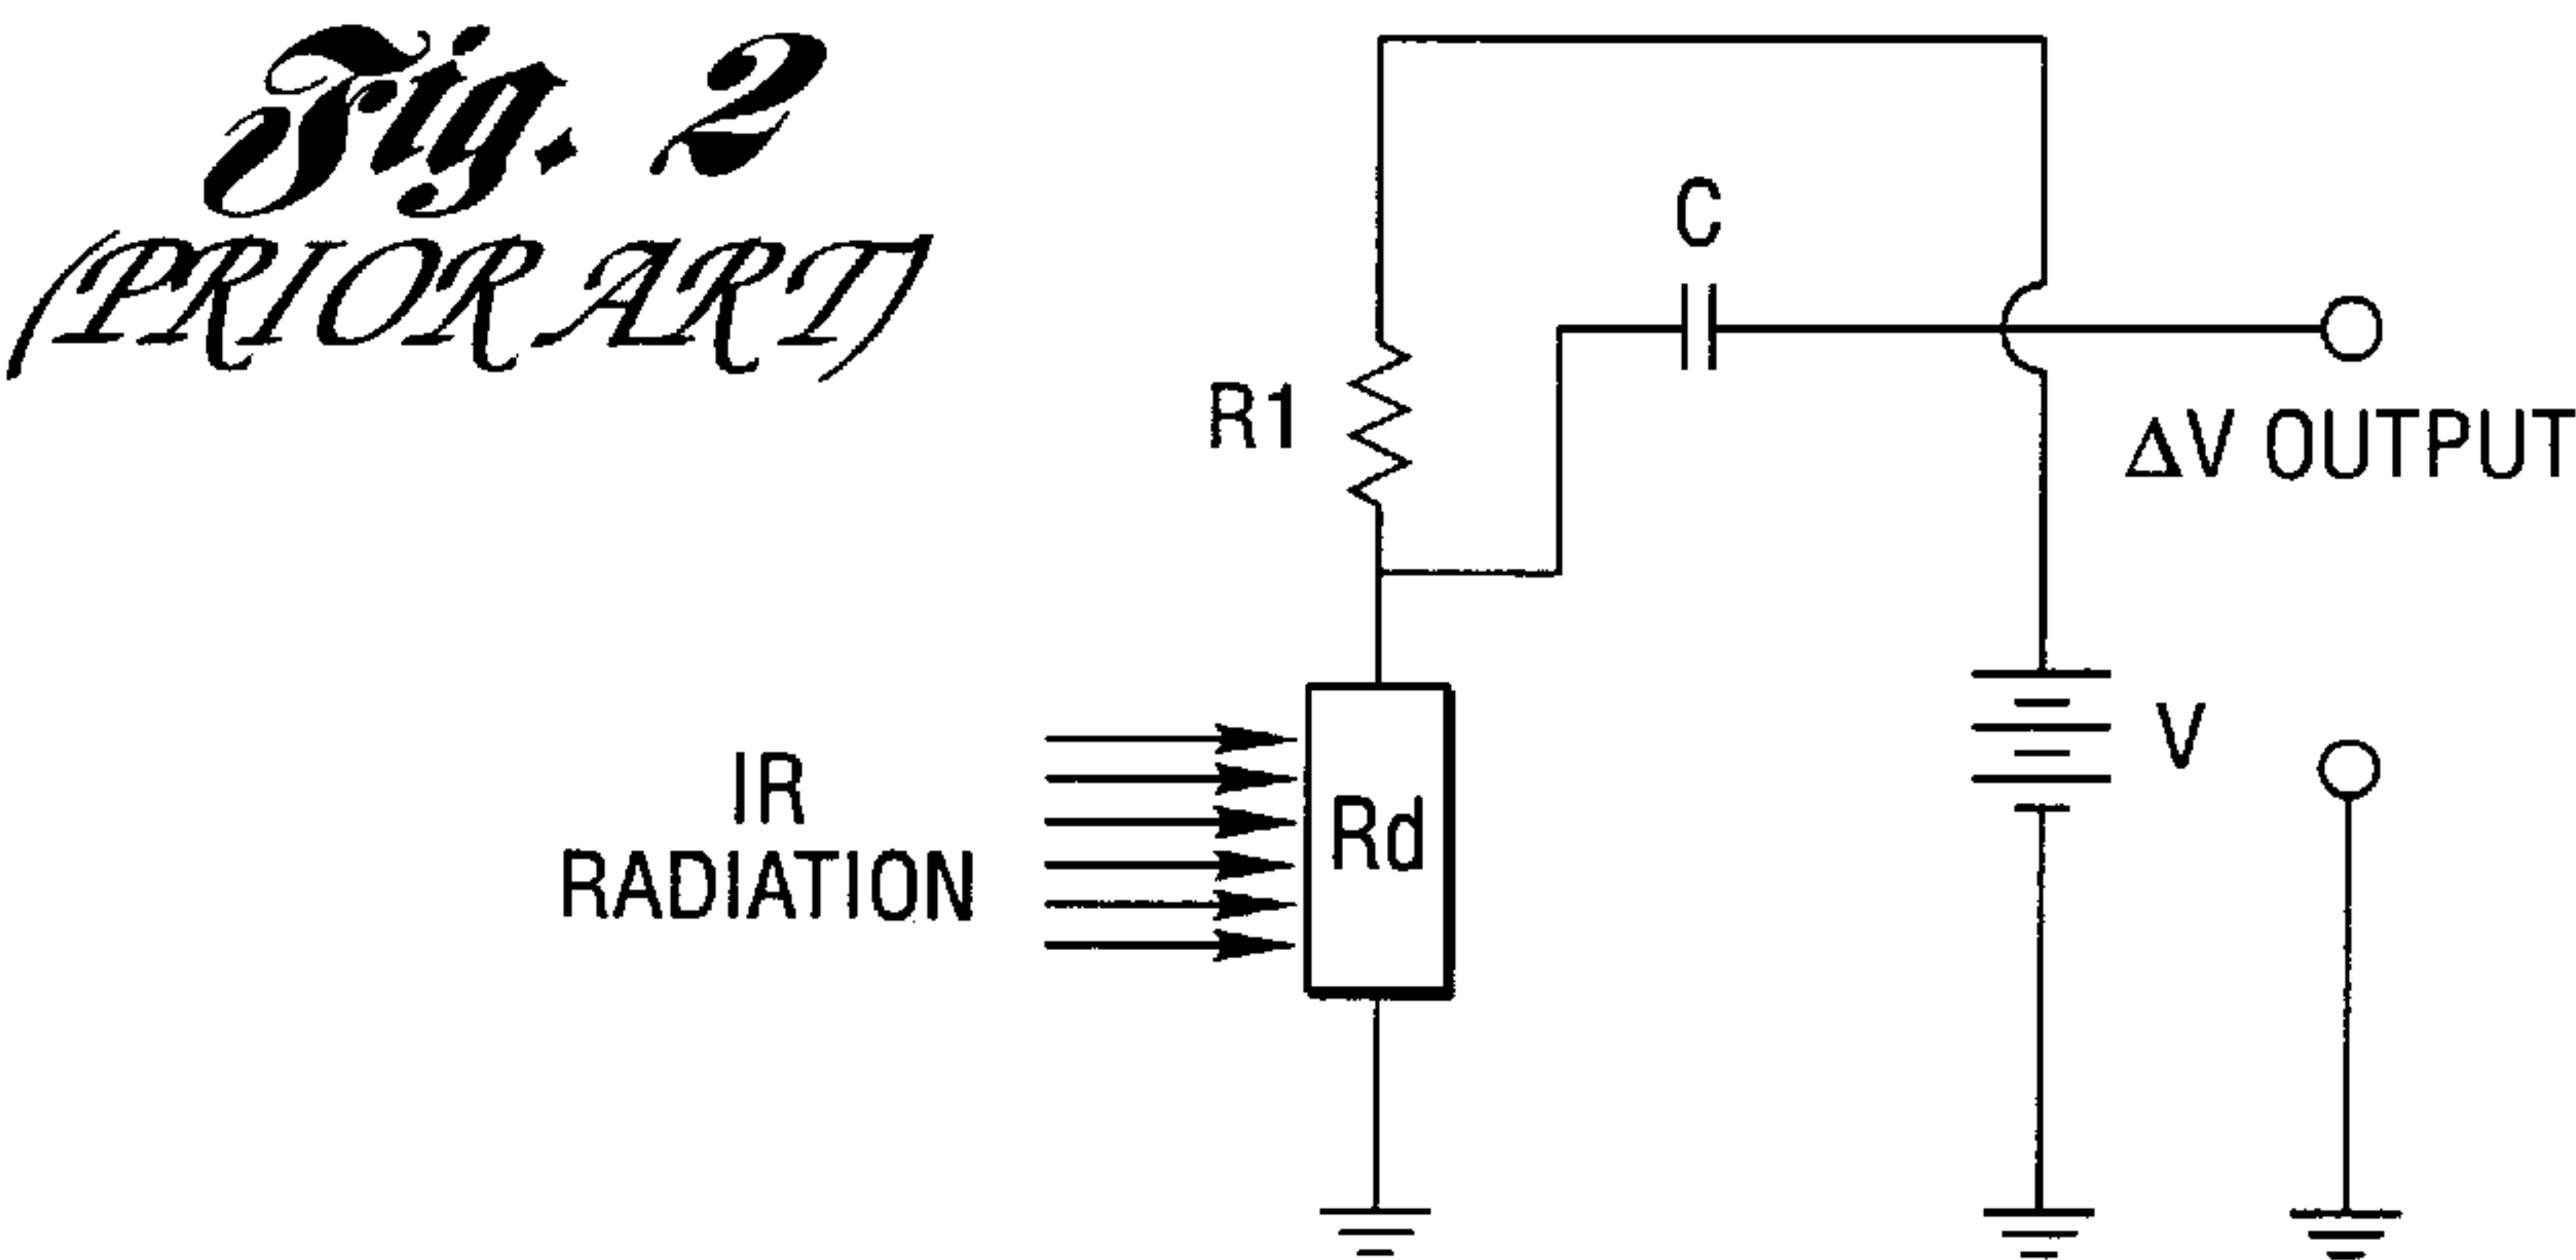 Fig. 2
(PRIOR ART)
C
R1
ΔV OUTPUT
V
IR
RADIATION
Rd